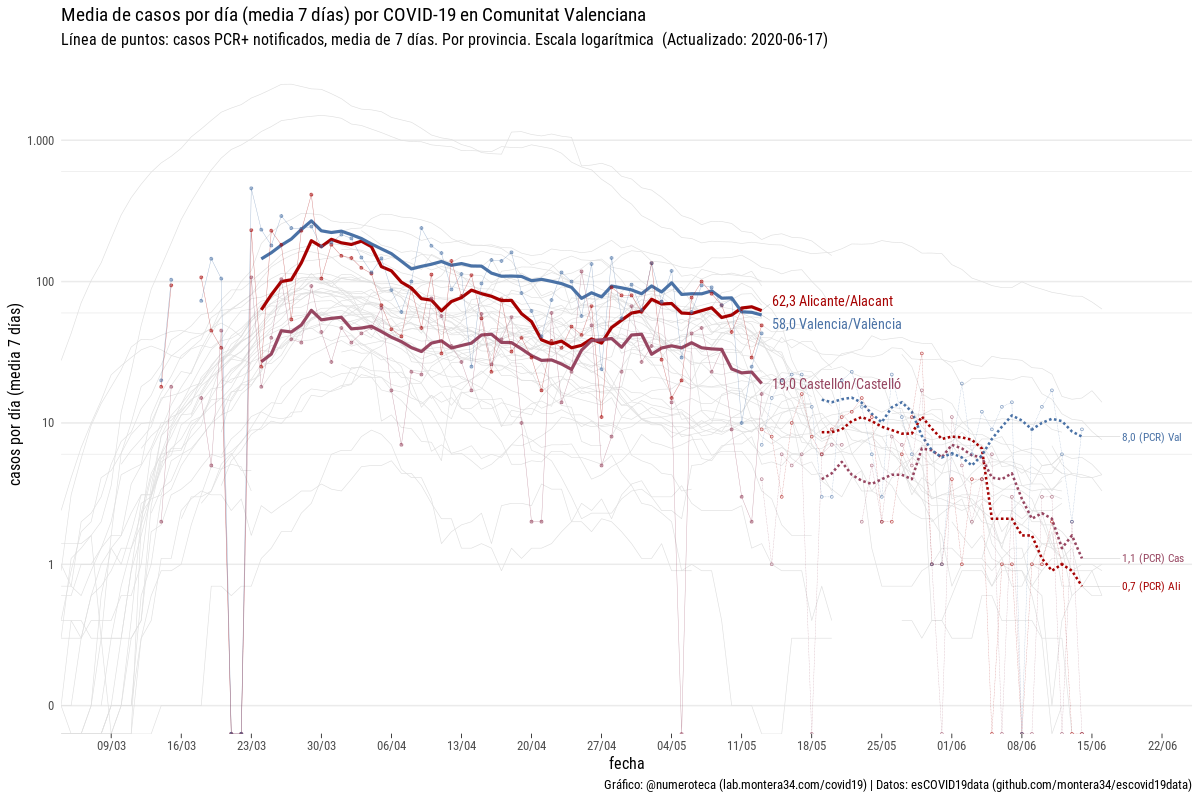 Media de casos por día (media 7 días) por COVID-19 en Comunitat Valenciana
Línea de puntos: casos PCR+ notificados, media de 7 días. Por provincia. Escala logarítmica  (Actualizado: 2020-06-17)
casos por día (media 7 días)
1.000
100
10
1
0
62,3 Alicante/Alacant
58,0 Valencia/València
19,0 Castellón/Castelló
8,0 (PCR) Val
1,1 (PCR) Cas
0,7 (PCR) Ali
09/03 16/03 23/03 30/03 06/04 13/04 20/04 27/04 04/05 11/05 18/05 25/05 01/06 08/06 15/06 22/06
fecha
Gráfico: @numeroteca (lab.montera34.com/covid19) | Datos: esCOVID19data (github.com/montera34/escovid19data)